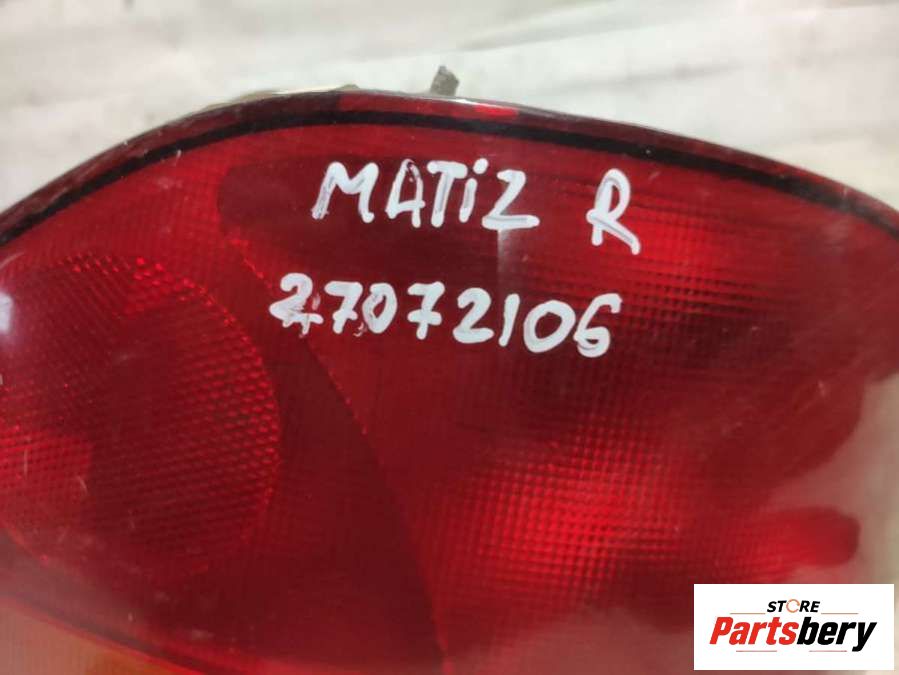 MATiZ R
27072106
STORE
Partsbery